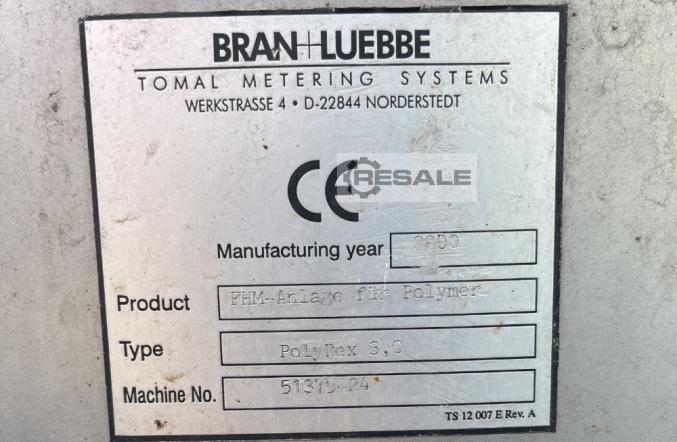 BRAN+LUEBBE
TOMAL METERING SYSTEMS
WERKSTRASSE 4 • D-22844 NORDERSTEDT
CE
RESALE
Manufacturing year 2000
Product FHM-Anlage für Polymer
Type PolyRex 3,0
Machine No.
TS 12 007 E Rev. A